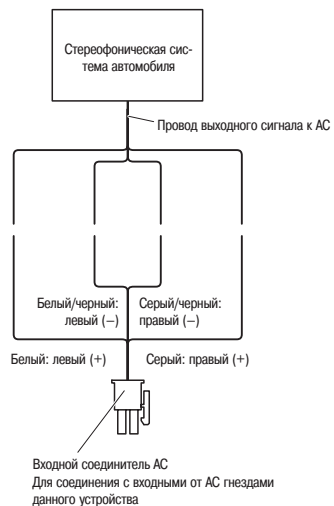 Стереофоническая сис-
тема автомобиля
Провод выходного сигнала к АС
Белый/черный:
левый (−)
Серый/черный:
правый (−)
Белый: левый (+)
Серый: правый (+)
Входной соединитель АС
Для соединения с входными от АС гнездами
данного устройства